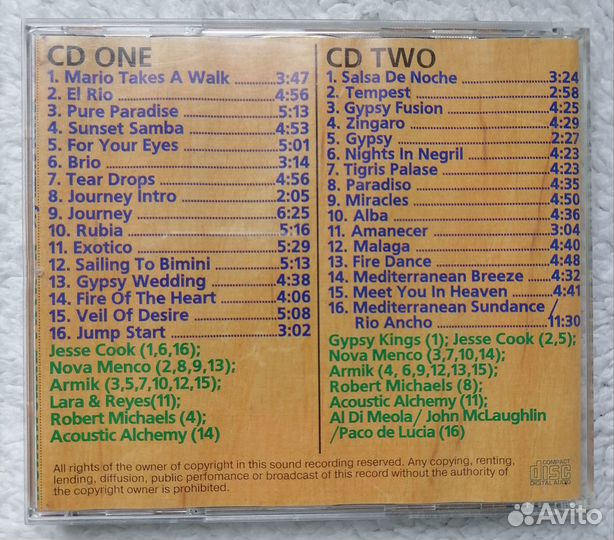 CD ONE
1. Mario Takes A Walk ........ 3:47
2. El Rio ........ 4:56
3. Pure Paradise ........ 5:13
4. Sunset Samba ........ 4:53
5. For Your Eyes ........ 5:01
6. Brio ........ 3:14
7. Tear Drops ........ 4:56
8. Journey Intro ........ 2:05
9. Journey ........ 6:25
10. Rubia ........ 5:16
11. Exotico ........ 5:29
12. Sailing To Bimini ........ 5:13
13. Gypsy Wedding ........ 4:38
14. Fire Of The Heart ........ 4:06
15. Veil Of Desire ........ 5:08
16. Jump Start ........ 3:02
Jesse Cook (1,6,16);
Nova Menco (2,8,9,13);
Armik (3,5,7,10,12,15);
Lara & Reyes(11);
Robert Michaels (4);
Acoustic Alchemy (14)
CD TWO
1. Salsa De Noche ........ 3:24
2. Tempest ........ 2:58
3. Gypsy Fusion ........ 4:25
4. Zingaro ........ 4:29
5. Gypsy ........ 2:27
6. Nights In Negril ........ 4:23
7. Tigris Palase ........ 4:23
8. Paradiso ........ 4:35
9. Miracles ........ 4:50
10. Alba ........ 4:36
11. Amanecer ........ 3:04
12. Malaga ........ 4:40
13. Fire Dance ........ 4:48
14. Mediterranean Breeze ........ 4:32
15. Meet You In Heaven ........ 4:41
16. Mediterranean Sundance /
Rio Ancho ........ 11:30
Gypsy Kings (1); Jesse Cook (2,5);
Nova Menco (3,7,10,14);
Armik (4, 6,9,12,13,15);
Robert Michaels (8);
Acoustic Alchemy (11);
Al Di Meola/ John McLaughlin
/Paco de Lucia (16)
All rights of the owner of copyright in this sound recording reserved. Any copying, renting,
lending, diffusion, public perfomance or broadcast of this record without the authority of
the copyright owner is prohibited.
COMPACT
disc
DIGITAL AUDIO
Avito